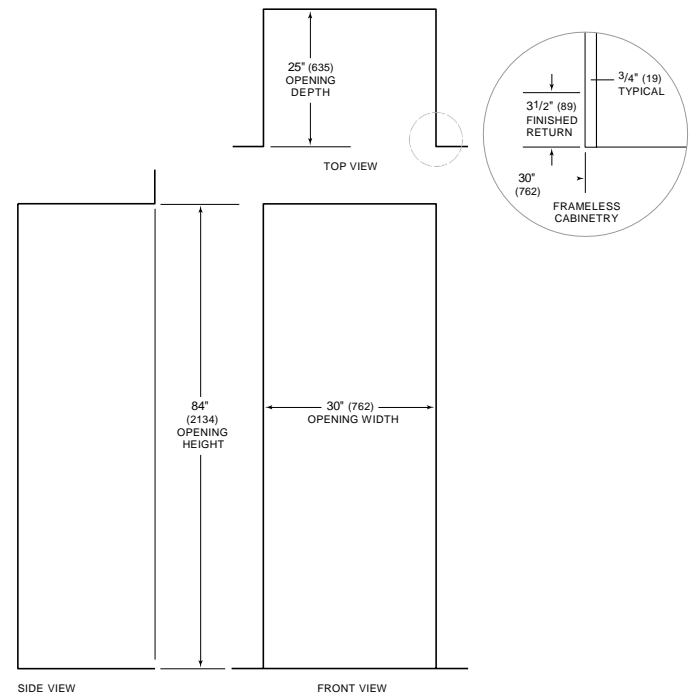 25" (635)
OPENING
DEPTH
TOP VIEW
3/4" (19)
TYPICAL
31/2" (89)
FINISHED
RETURN
30"
(762)
FRAMELESS
CABINETRY
84"
(2134)
OPENING
HEIGHT
30" (762)
OPENING WIDTH
SIDE VIEW
FRONT VIEW